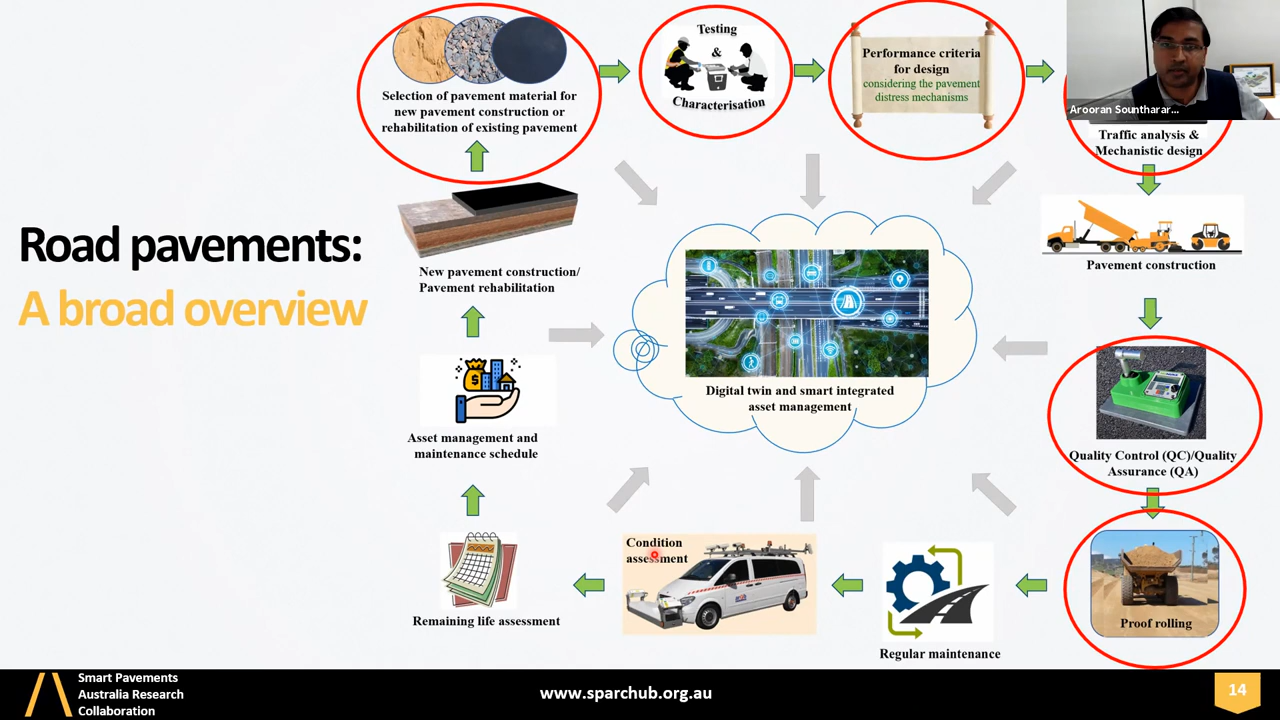 Road pavements:
A broad overview
Selection of pavement material for
new pavement construction or
rehabilitation of existing pavement
Testing
&
Characterisation
Performance criteria
for design
considering the pavement
distress mechanisms
Arooran Sountharar...
Traffic analysis &
Mechanistic design
Pavement construction
Quality Control (QC)/Quality
Assurance (QA)
Proof rolling
Regular maintenance
Condition
assessment
Remaining life assessment
Asset management and
maintenance schedule
New pavement construction/
Pavement rehabilitation
Digital twin and smart integrated
asset management
Smart Pavements
Australia Research
Collaboration
www.sparchub.org.au
14